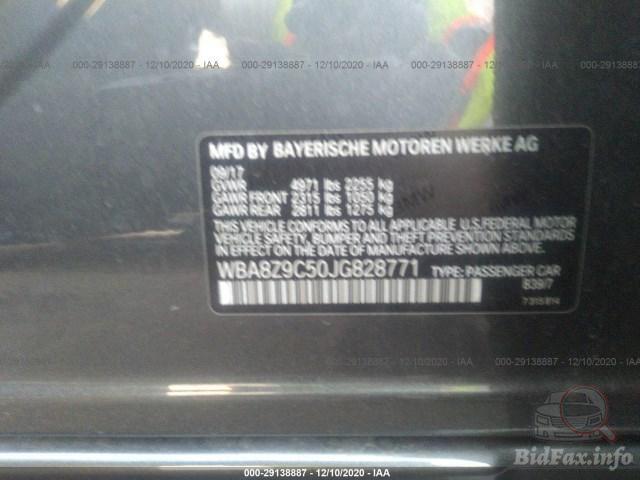 000-29138887 - 12/10/2020 - IAA
000-29138887 - 12/10/2020 - IAA
000-29138887 - 12/10/2020 - IAA
MFD BY BAYERISCHE MOTOREN WERKE AG
09/17
GVWR 4971 lbs 2255 kg
GAWR FRONT 2315 lbs 1050 kg
GAWR REAR 2811 lbs 1275 kg
THIS VEHICLE CONFORMS TO ALL APPLICABLE U.S. FEDERAL MOTOR
VEHICLE SAFETY, BUMPER, AND THEFT PREVENTION STANDARDS
IN EFFECT ON THE DATE OF MANUFACTURE SHOWN ABOVE.
WBA8Z9C50JG828771 TYPE: PASSENGER CAR
839/7
7 315 814
000-29138887 - 12/10/2020 - IAA
000-29138887 - 12/10/2020 - IAA
BidFax.info
000-29138887 - 12/10/2020 - IAA